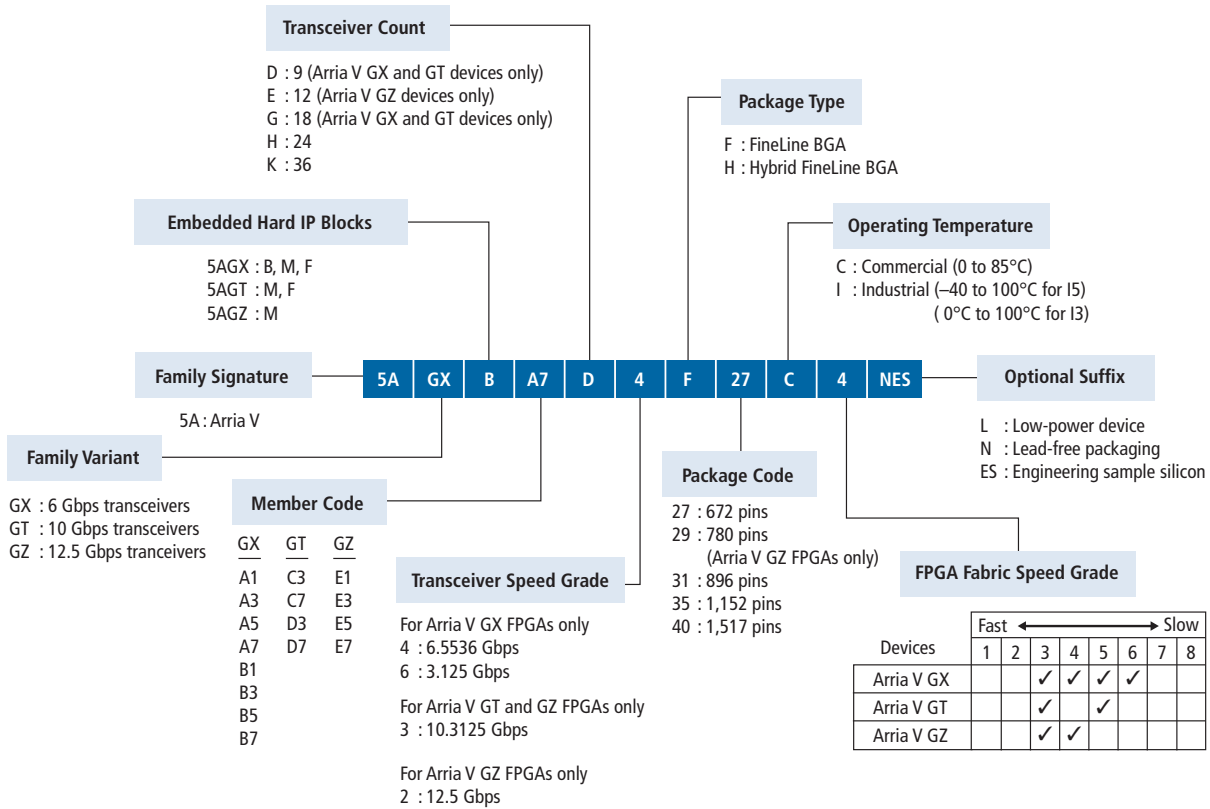 Transceiver Count
D : 9 (Arria V GX and GT devices only)
E : 12 (Arria V GZ devices only)
G : 18 (Arria V GX and GT devices only)
H : 24
K : 36
Package Type
F : FineLine BGA
H : Hybrid FineLine BGA
Embedded Hard IP Blocks
5AGX : B, M, F
5AGT : M, F
5AGZ : M
Operating Temperature
C : Commercial (0 to 85°C)
I : Industrial (–40 to 100°C for I5)
( 0°C to 100°C for I3)
Family Signature
5A : Arria V
5A GX B A7 D 4 F 27 C 4 NES
Optional Suffix
L : Low-power device
N : Lead-free packaging
ES : Engineering sample silicon
Family Variant
GX : 6 Gbps transceivers
GT : 10 Gbps transceivers
GZ : 12.5 Gbps tranceivers
Member Code
GX GT GZ
A1 C3 E1
A3 C7 E3
A5 D3 E5
A7 D7 E7
B1
B3
B5
B7
Transceiver Speed Grade
For Arria V GX FPGAs only
4 : 6.5536 Gbps
6 : 3.125 Gbps
For Arria V GT and GZ FPGAs only
3 : 10.3125 Gbps
For Arria V GZ FPGAs only
2 : 12.5 Gbps
Package Code
27 : 672 pins
29 : 780 pins
(Arria V GZ FPGAs only)
31 : 896 pins
35 : 1,152 pins
40 : 1,517 pins
FPGA Fabric Speed Grade
Fast Slow
Devices 1 2 3 4 5 6 7 8
Arria V GX ✓ ✓ ✓ ✓
Arria V GT ✓ ✓
Arria V GZ ✓ ✓